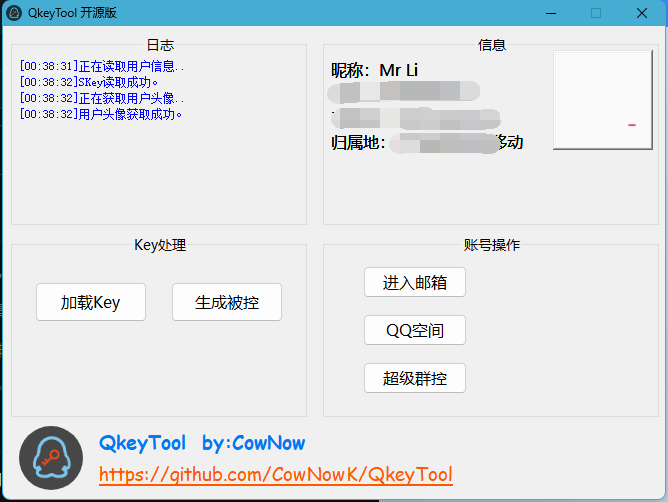 QkeyTool 开源版
日志
[00:38:31]正在读取用户信息..
[00:38:32]SKey读取成功。
[00:38:32]正在获取用户头像..
[00:38:32]用户头像获取成功。
信息
昵称：Mr Li
归属地：
移动
Key处理
加载Key
生成被控
账号操作
进入邮箱
QQ空间
超级群控
QkeyTool by:CowNow
https://github.com/CowNowK/QkeyTool